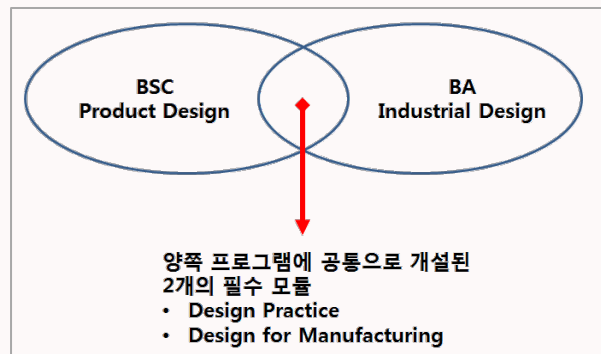 BSC
Product Design
BA
Industrial Design
양쪽 프로그램에 공통으로 개설된
2개의 필수 모듈
• Design Practice
• Design for Manufacturing